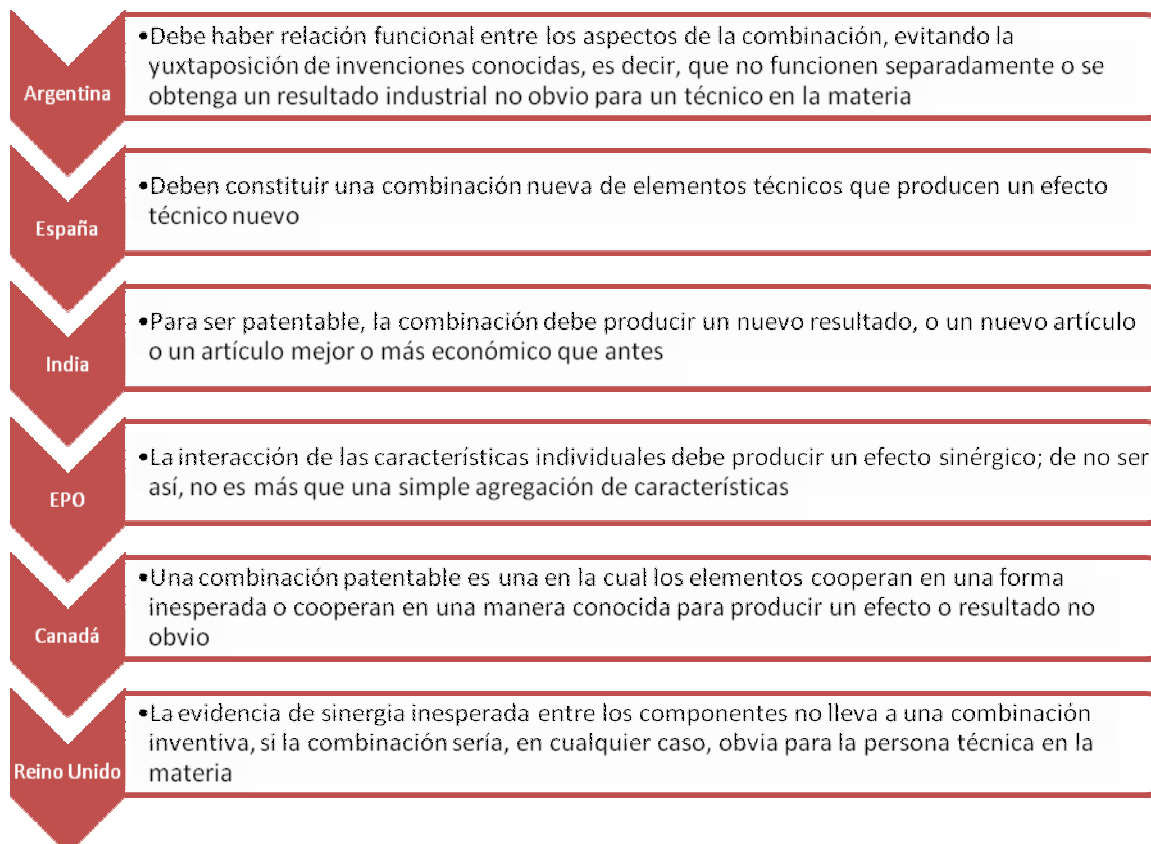 Argentina
•Debe haber relación funcional entre los aspectos de la combinación, evitando la
yuxtaposición de invenciones conocidas, es decir, que no funcionen separadamente o se
obtenga un resultado industrial no obvio para un técnico en la materia
España
•Deben constituir una combinación nueva de elementos técnicos que producen un efecto
técnico nuevo
India
•Para ser patentable, la combinación debe producir un nuevo resultado, o un nuevo artículo
o un artículo mejor o más económico que antes
EPO
•La interacción de las características individuales debe producir un efecto sinérgico; de no ser
así, no es más que una simple agregación de características
Canadá
•Una combinación patentable es una en la cual los elementos cooperan en una forma
inesperada o cooperan en una manera conocida para producir un efecto o resultado no
obvio
Reino Unido
•La evidencia de sinergia inesperada entre los componentes no lleva a una combinación
inventiva, si la combinación sería, en cualquier caso, obvia para la persona técnica en la
materia